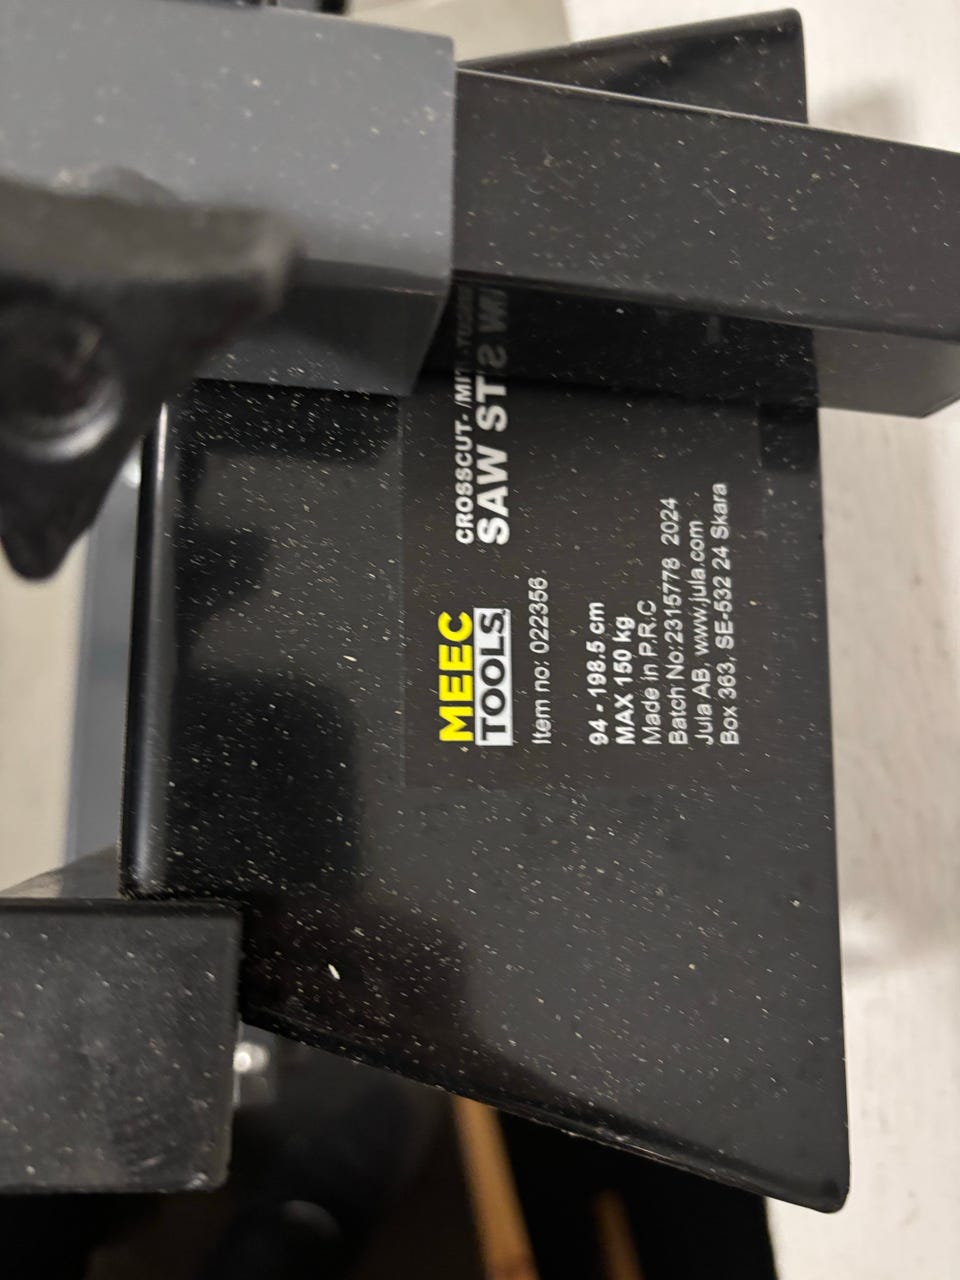 MEEC
TOOLS
CROSSCUT- /MIT
SAW ST
Item no: 022356
94 - 198.5 cm
MAX 150 kg
Made in P.R.C
Batch No:2315778 2024
Jula AB, www.jula.com
Box 363, SE-532 24 Skara